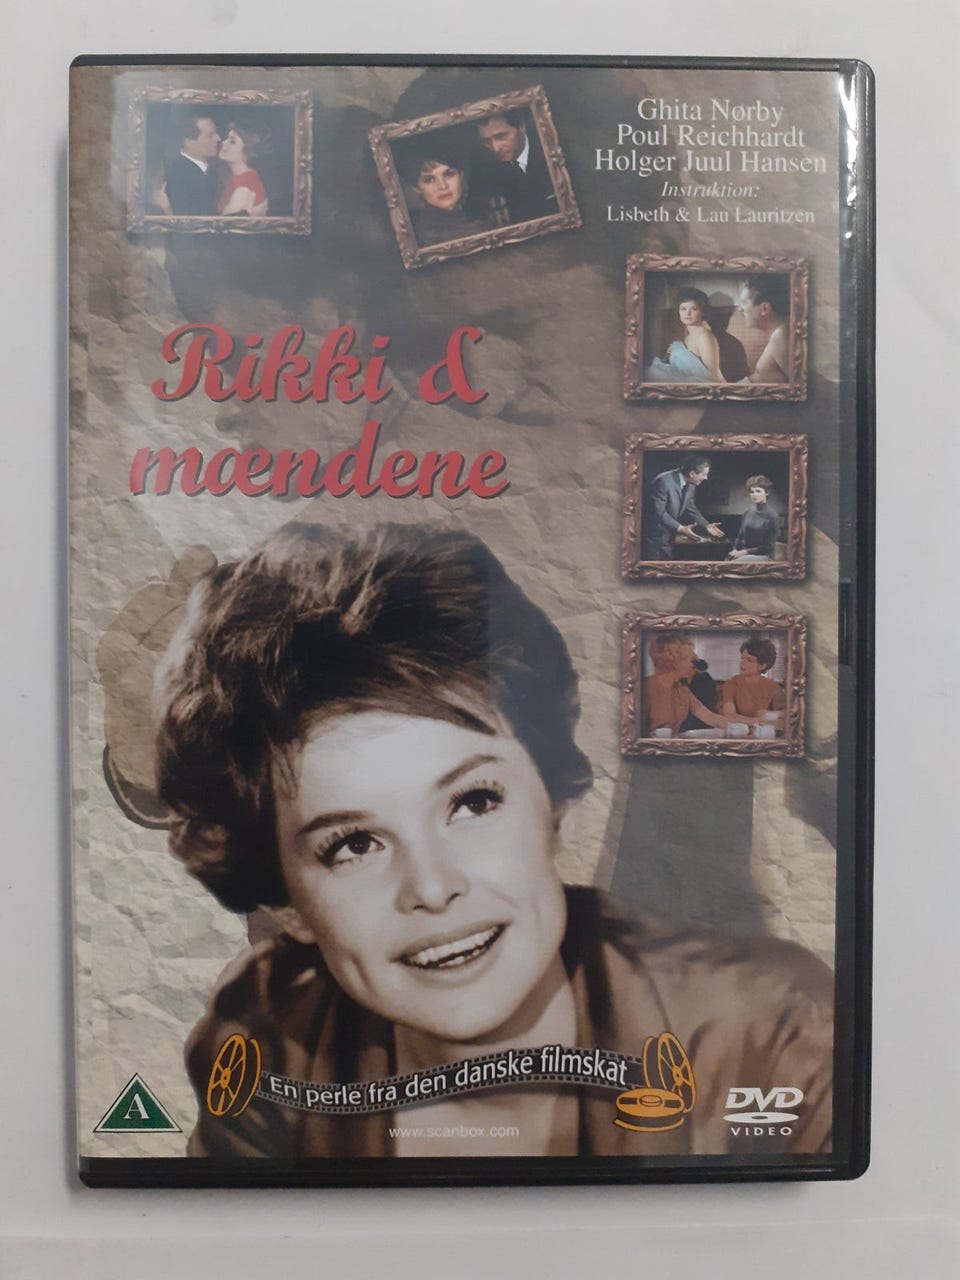 Ghita Nørby
Poul Reichhardt
Holger Juul Hansen
Instruktion:
Lisbeth & Lau Lauritzen
Rikki &
mændene
En perle fra den danske filmskat
www.scanbox.com
A
DVD
VIDEO